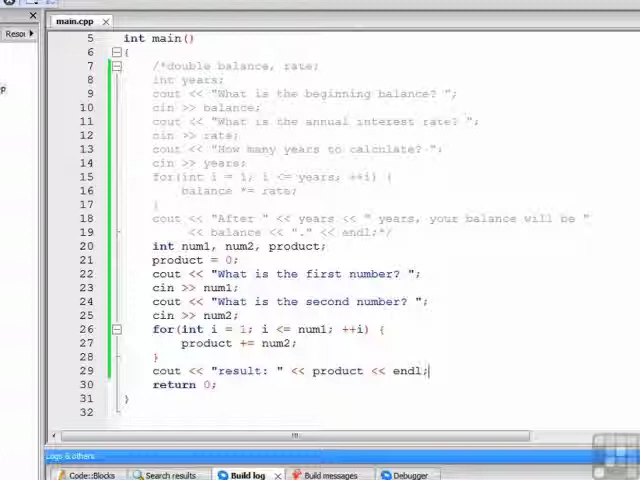 main.cpp
Resou
5 int main()
6 {
7 /*double balance, rate;
8 int years;
9 cout << "What is the beginning balance? ";
10 cin >> balance;
11 cout << "What is the annual interest rate? ";
12 cin >> rate;
13 cout << "How many years to calculate? ";
14 cin >> years;
15 for(int i = 1; i <= years; ++i) {
16 balance *= rate;
17 }
18 cout << "After " << years << " years, your balance will be "
19 << balance << "." << endl;*/
20 int num1, num2, product;
21 product = 0;
22 cout << "What is the first number? ";
23 cin >> num1;
24 cout << "What is the second number? ";
25 cin >> num2;
26 for(int i = 1; i <= num1; ++i) {
27 product += num2;
28 }
29 cout << "result: " << product << endl;
30 return 0;
31 }
32
Logs & others
Code::Blocks Search results Build log Build messages Debugger